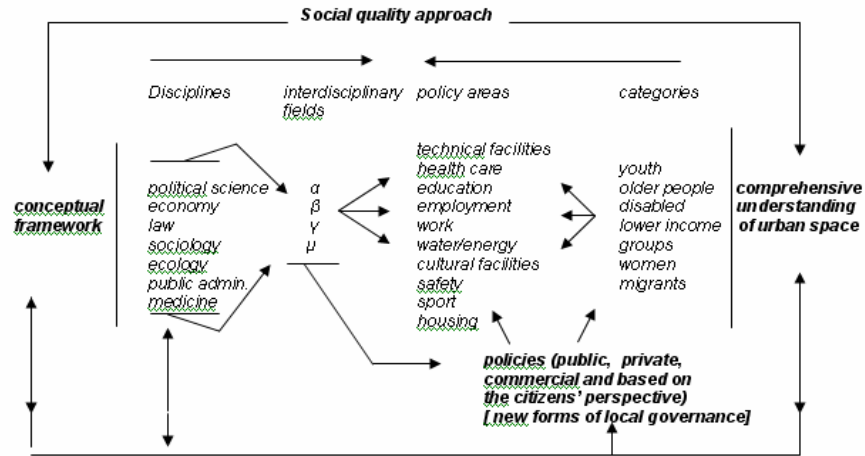 Social quality approach
Disciplines
interdisciplinary
fields
policy areas
categories
conceptual
framework
political science
economy
law
sociology
ecology
public admin.
medicine
α
β
γ
μ
technical facilities
health care
education
employment
work
water/energy
cultural facilities
safety
sport
housing
youth
older people
disabled
lower income
groups
women
migrants
comprehensive
understanding
of urban space
policies (public, private,
commercial and based on
the citizens' perspective)
[ new forms of local governance]